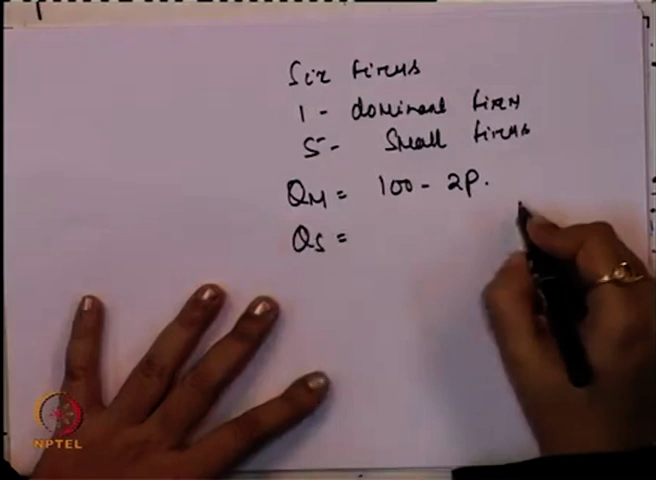 Six firms
1 - dominant firm
5 - Small firms
QM = 100 - 2P.
QS =
NPTEL